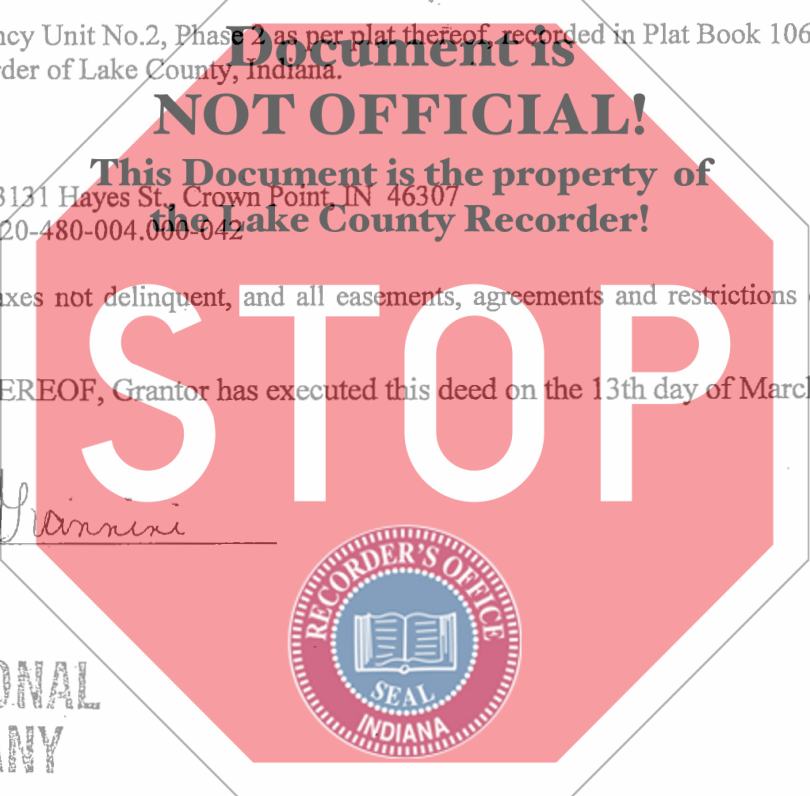 ncy Unit No.2, Phase 2 as per plat thereof, recorded in Plat Book 106
Document is
rder of Lake County, Indiana.
NOT OFFICIAL!
This Document is the property of
3131 Hayes St., Crown Point, IN 46307
the Lake County Recorder!
20-480-004.000-042
axes not delinquent, and all easements, agreements and restrictions
STOP
EREOF, Grantor has executed this deed on the 13th day of March
Giannini
RECORDER'S OFFICE
SEAL
INDIANA
ONAL
ANY